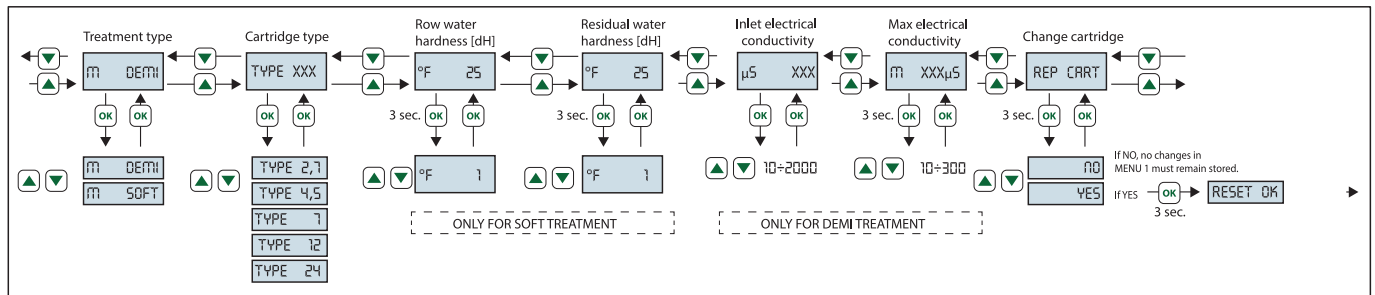 Treatment type
Cartridge type
Row water
hardness [dH]
Residual water
hardness [dH]
Inlet electrical
conductivity
Max electrical
conductivity
Change cartridge
M DEMI
TYPE XXX
°F 25
°F 25
µS XXX
M XXXµS
REP CART
OK OK
OK OK
3 sec. OK OK
3 sec. OK OK
OK OK
3 sec. OK OK
OK OK
M DEMI
M SOFT
TYPE 2,7
TYPE 4,5
TYPE 7
TYPE 12
TYPE 24
°F 1
°F 1
10÷2000
10÷300
NO
YES
If NO, no changes in
MENU 1 must remain stored.
If YES OK RESET OK
3 sec.
ONLY FOR SOFT TREATMENT
ONLY FOR DEMI TREATMENT